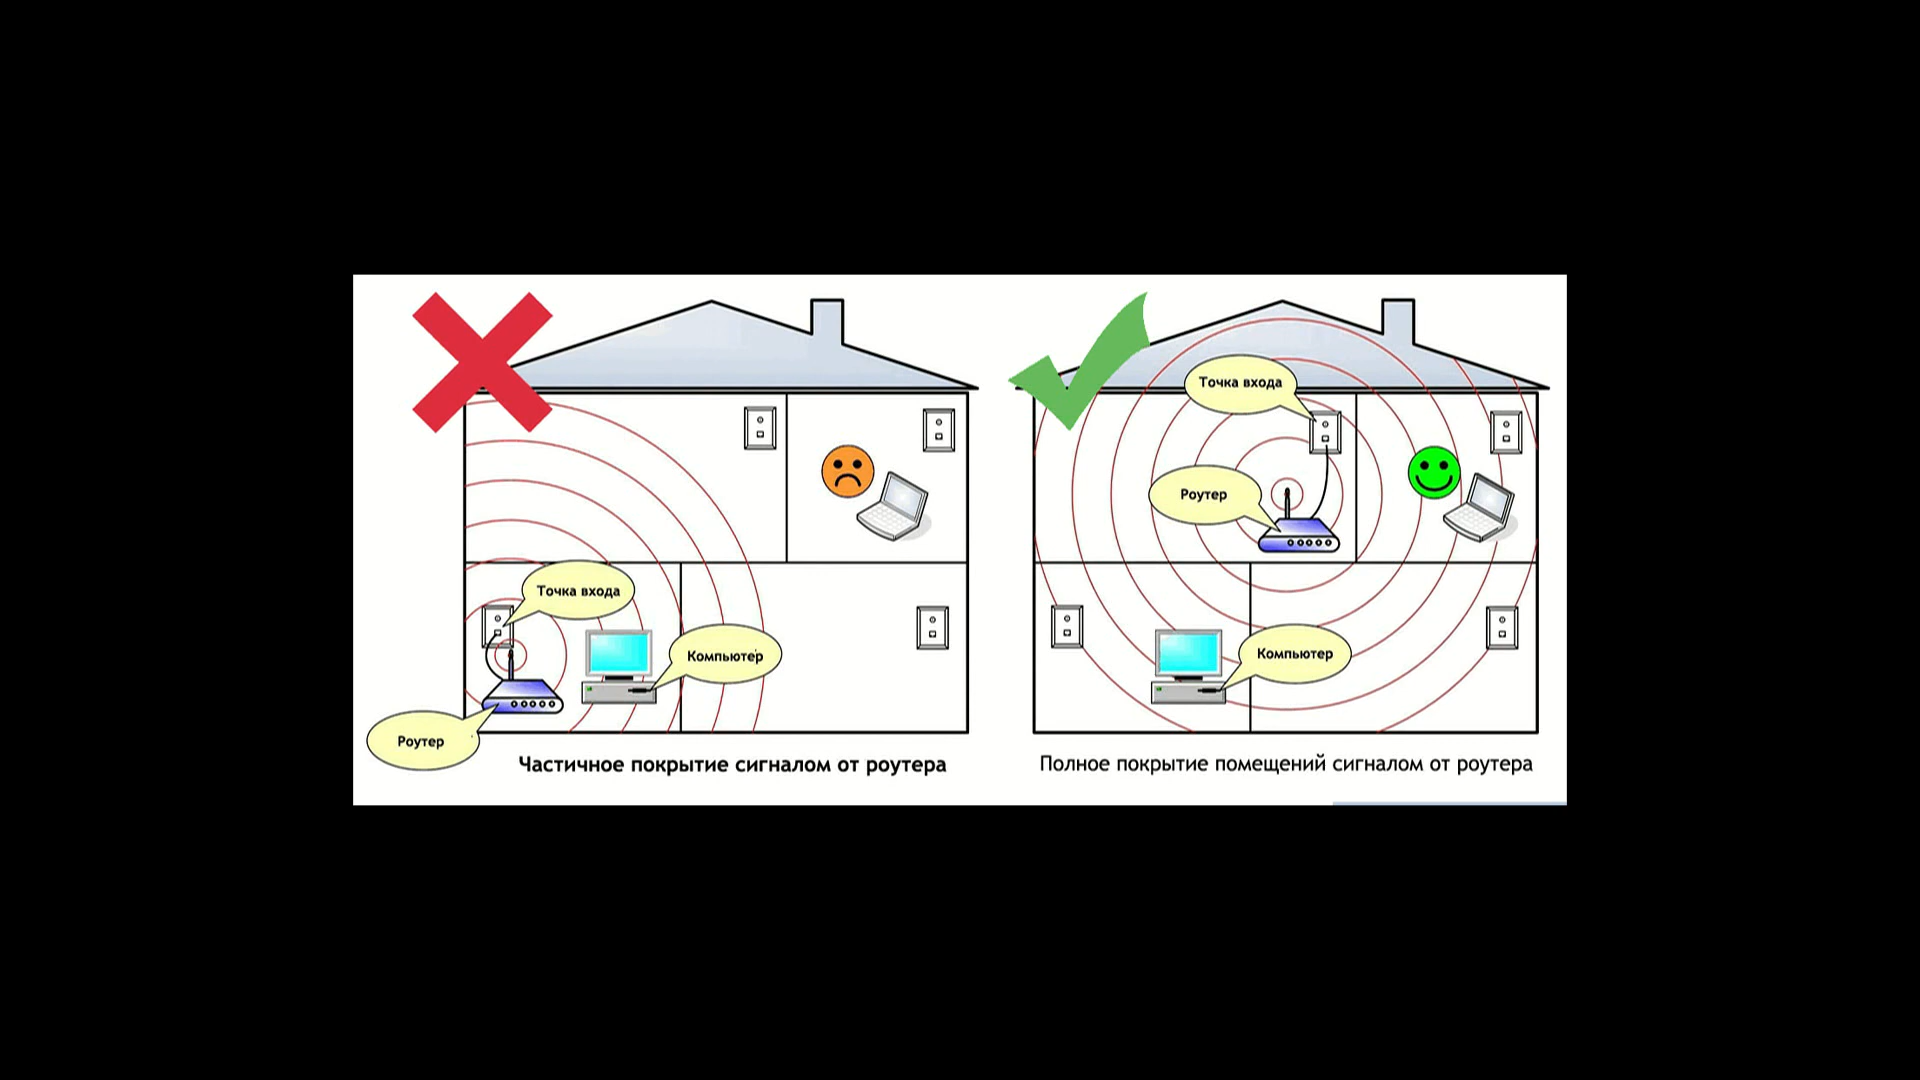 Точка входа
Компьютер
Роутер
Частичное покрытие сигналом от роутера
Точка входа
Роутер
Компьютер
Полное покрытие помещений сигналом от роутера